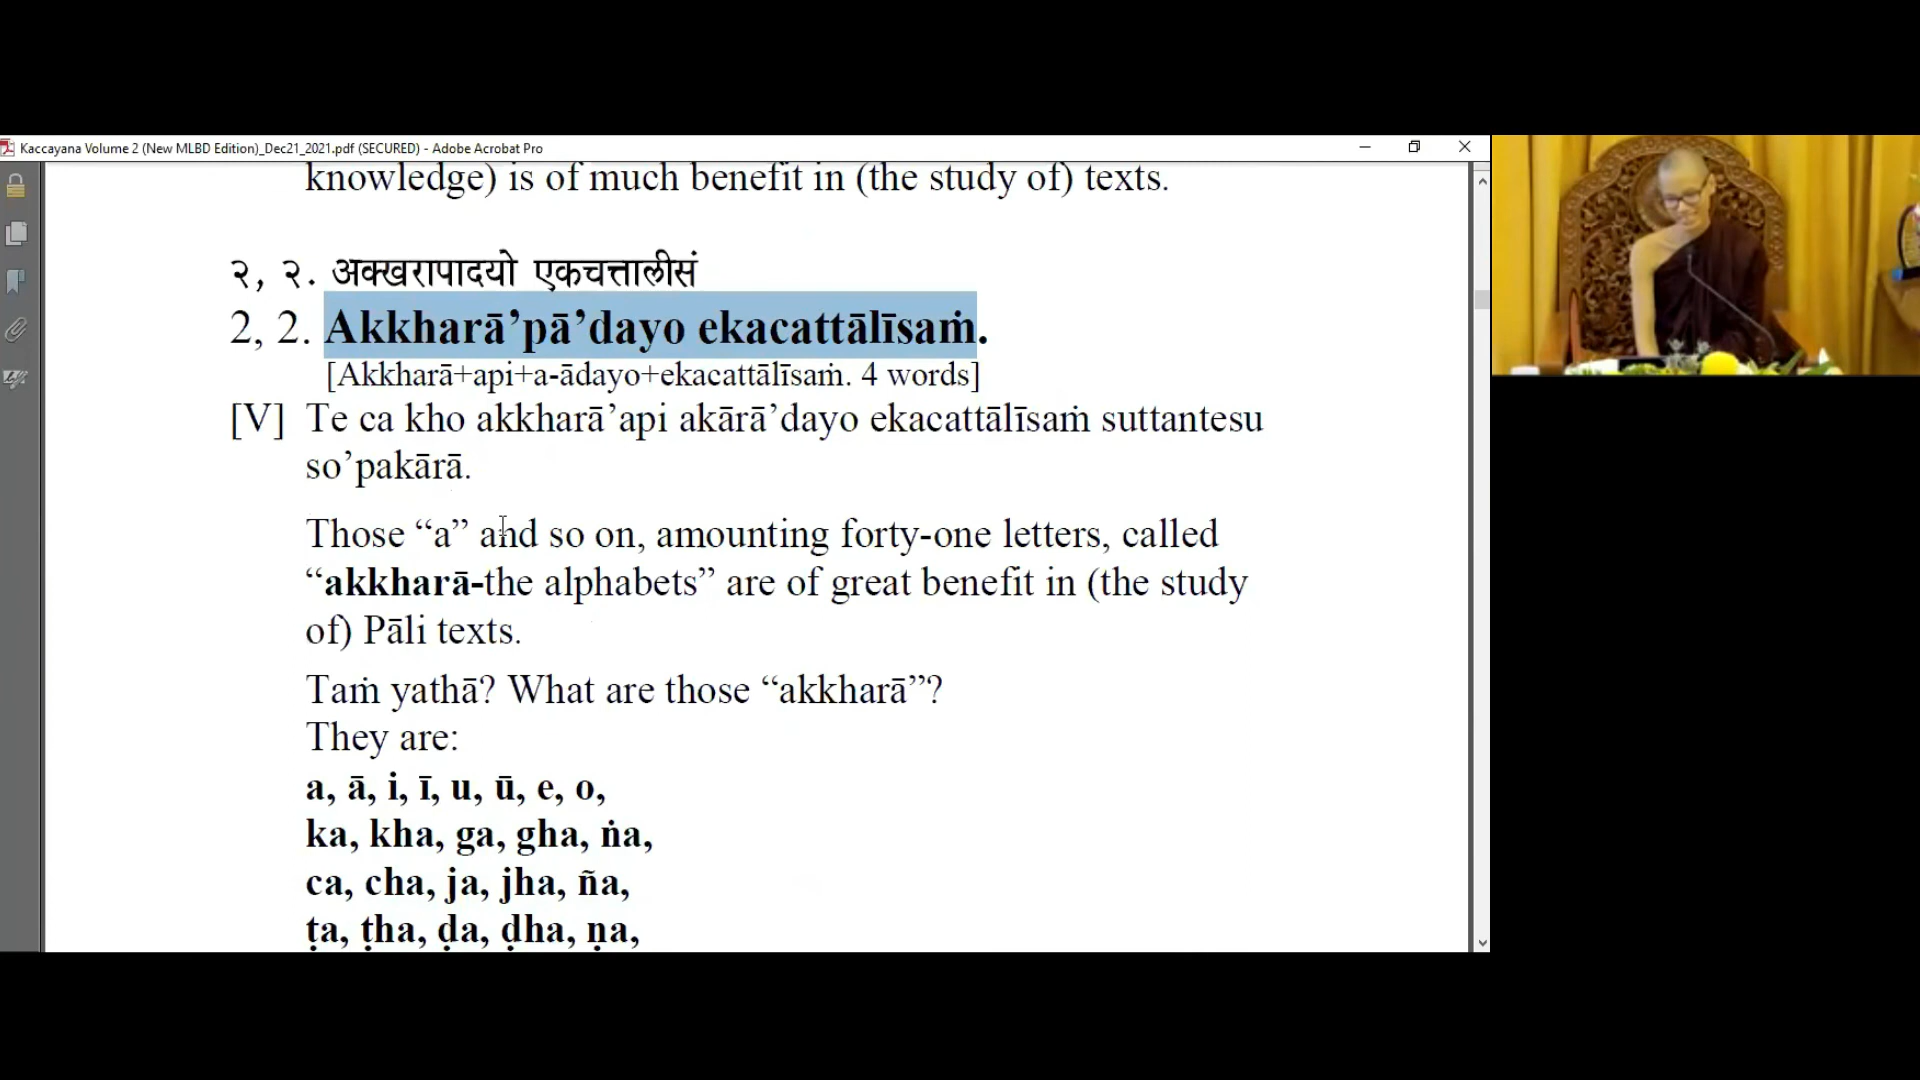 Kaccayana Volume 2 (New MLBD Edition)_Dec21_2021.pdf (SECURED) - Adobe Acrobat Pro
knowledge) is of much benefit in (the study of) texts.
२, २. अक्खरापादयो एकचत्तालीसं
2, 2. Akkharā’pā’dayo ekacattālīsaṁ.
[Akkharā+api+a-ādayo+ekacattālīsaṁ. 4 words]
[V] Te ca kho akkharā’api akārā’dayo ekacattālīsaṁ suttantesu
so’pakārā.
Those “a” and so on, amounting forty-one letters, called
“akkharā-the alphabets” are of great benefit in (the study
of) Pāli texts.
Taṁ yathā? What are those “akkharā”?
They are:
a, ā, i, ī, u, ū, e, o,
ka, kha, ga, gha, ṅa,
ca, cha, ja, jha, ña,
ṭa, ṭha, ḍa, ḍha, ṇa,